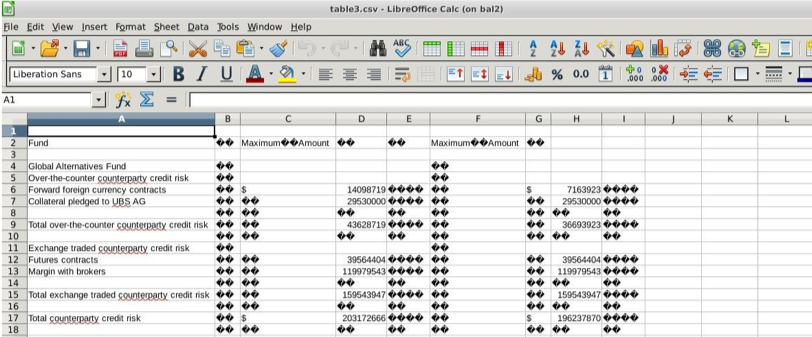 table3.csv - LibreOffice Calc (on bal2)
File Edit View Insert Format Sheet Data Tools Window Help
ABC
Liberation Sans 10 B I U A % 0.0
A1 fx Σ =
A B C D E F G H I J K L
1
2 Fund �� Maximum��Amount �� �� Maximum��Amount ��
3
4 Global Alternatives Fund �� ��
5 Over-the-counter counterparty credit risk �� ��
6 Forward foreign currency contracts �� $ 14098719 ���� �� $ 7163923 ����
7 Collateral pledged to UBS AG �� �� 29530000 ���� �� �� 29530000 ����
8 �� �� �� �� �� �� �� ��
9 Total over-the-counter counterparty credit risk �� �� 43628719 ���� �� �� 36693923 ����
10 �� �� �� �� �� �� �� ��
11 Exchange traded counterparty credit risk �� ��
12 Futures contracts �� �� 39564404 ���� �� �� 39564404 ����
13 Margin with brokers �� �� 119979543 ���� �� �� 119979543 ����
14 �� �� �� �� �� �� �� ��
15 Total exchange traded counterparty credit risk �� �� 159543947 ���� �� �� 159543947 ����
16 �� �� �� �� �� �� �� ��
17 Total counterparty credit risk �� $ 203172666 ���� �� $ 196237870 ����
18 �� �� �� �� �� �� �� ��